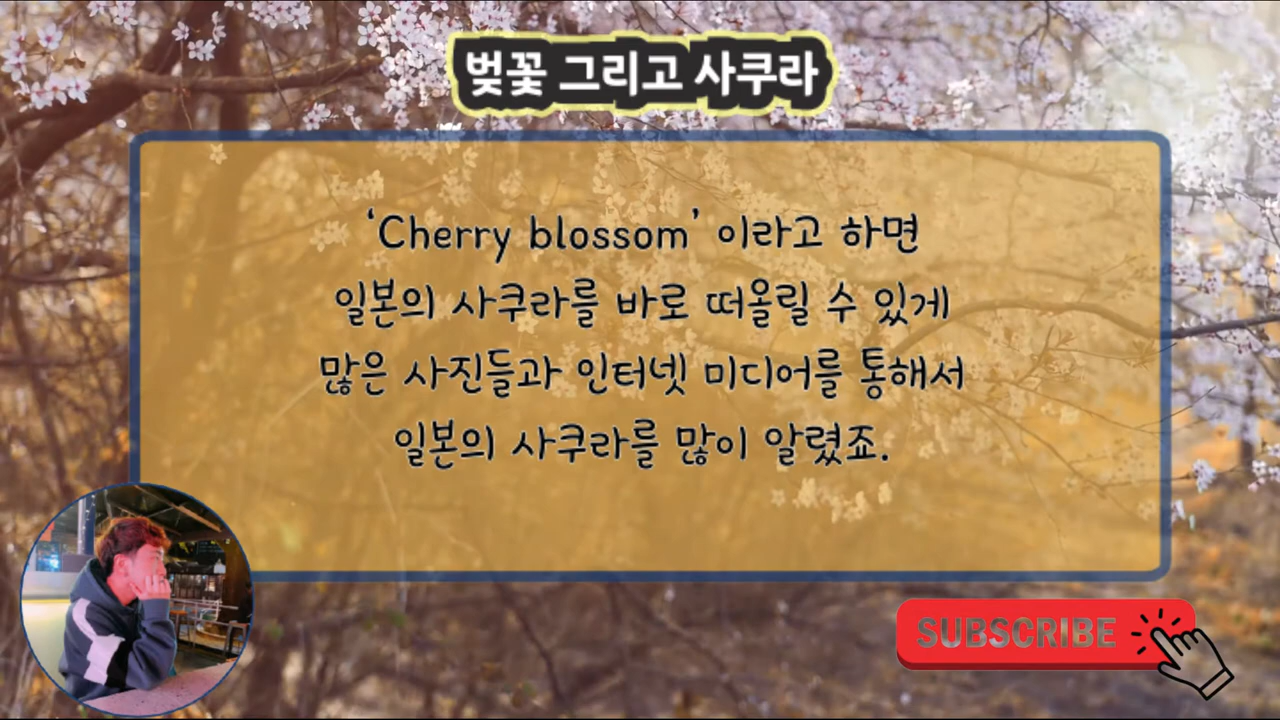 벚꽃 그리고 사쿠라
‘Cherry blossom’ 이라고 하면
일본의 사쿠라를 바로 떠올릴 수 있게
많은 사진들과 인터넷 미디어를 통해서
일본의 사쿠라를 많이 알렸죠.
SUBSCRIBE